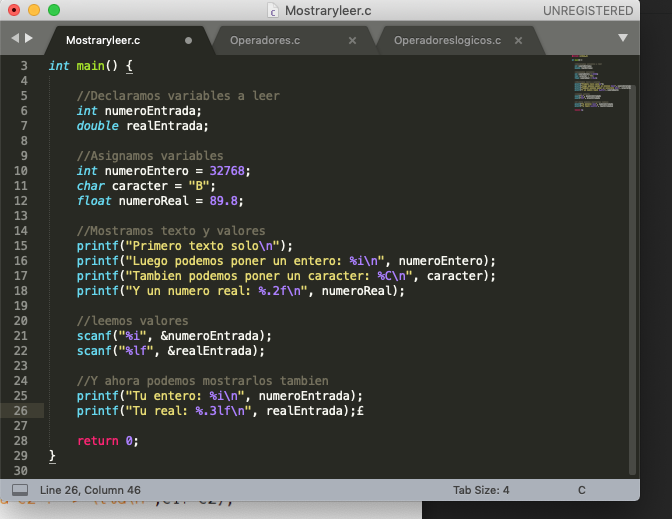 Mostraryleer.c
UNREGISTERED
Mostraryleer.c
Operadores.c
Operadoreslogicos.c
3 int main() {
4
5 //Declaramos variables a leer
6 int numeroEntrada;
7 double realEntrada;
8
9 //Asignamos variables
10 int numeroEntero = 32768;
11 char caracter = "B";
12 float numeroReal = 89.8;
13
14 //Mostramos texto y valores
15 printf("Primero texto solo\n");
16 printf("Luego podemos poner un entero: %i\n", numeroEntero);
17 printf("Tambien podemos poner un caracter: %C\n", caracter);
18 printf("Y un numero real: %.2f\n", numeroReal);
19
20 //leemos valores
21 scanf("%i", &numeroEntrada);
22 scanf("%lf", &realEntrada);
23
24 //Y ahora podemos mostrarlos tambien
25 printf("Tu entero: %i\n", numeroEntrada);
26 printf("Tu real: %.3lf\n", realEntrada);£
27
28 return 0;
29 }
30
Line 26, Column 46
Tab Size: 4
C